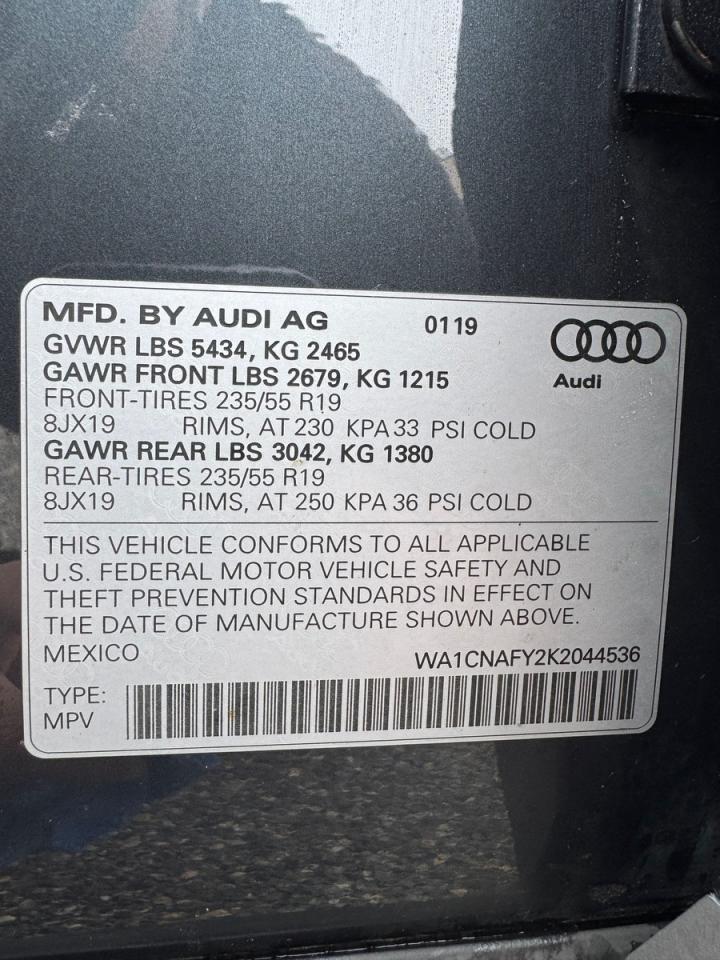 MFD. BY AUDI AG 0119
GVWR LBS 5434, KG 2465
GAWR FRONT LBS 2679, KG 1215
Audi
FRONT-TIRES 235/55 R19
8JX19 RIMS, AT 230 KPA 33 PSI COLD
GAWR REAR LBS 3042, KG 1380
REAR-TIRES 235/55 R19
8JX19 RIMS, AT 250 KPA 36 PSI COLD
THIS VEHICLE CONFORMS TO ALL APPLICABLE
U.S. FEDERAL MOTOR VEHICLE SAFETY AND
THEFT PREVENTION STANDARDS IN EFFECT ON
THE DATE OF MANUFACTURE SHOWN ABOVE.
MEXICO WA1CNAFY2K2044536
TYPE:
MPV